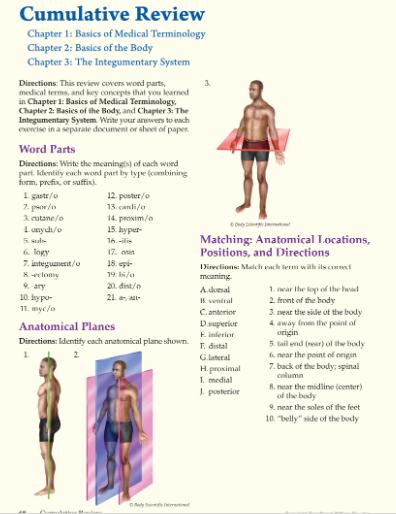 Cumulative Review
Chapter 1: Basics of Medical Terminology
Chapter 2: Basics of the Body
Chapter 3: The Integumentary System
Directions: This review covers word parts,
medical terms, and key concepts that you learned
in Chapter 1: Basics of Medical Terminology,
Chapter 2: Basics of the Body, and Chapter 3: The
Integumentary System. Write your answers to each
exercise in a separate document or sheet of paper.
Word Parts
Directions: Write the meaning(s) of each word
part. Identify each word part by type (combining
form, prefix, or suffix).
1. gastr/o
2. psor/o
3. cutane/o
4. onych/o
5. sub-
6. -logy
7. integument/o
8. -ectomy
9. -ary
10. hypo-
11. myc/o
12. poster/o
13. cardi/o
14. proxim/o
15. hyper-
16. -itis
17. -osis
18. epi-
19. hi/o
20. dist/o
21. a-, an-
Anatomical Planes
Directions: Identify each anatomical plane shown.
1.
2.
© Body Scientific International
3.
© Body Scientific International
Matching: Anatomical Locations,
Positions, and Directions
Directions: Match each term with its correct
meaning.
A. dorsal
B. ventral
C. anterior
D. superior
E. inferior
F. distal
G. lateral
H. proximal
I. medial
J. posterior
1. near the top of the head
2. front of the body
3. near the side of the body
4. away from the point of
origin
5. tail end (rear) of the body
6. near the point of origin
7. back of the body; spinal
column
8. near the midline (center)
of the body
9. near the soles of the feet
10. "belly" side of the body
Cumulative Review